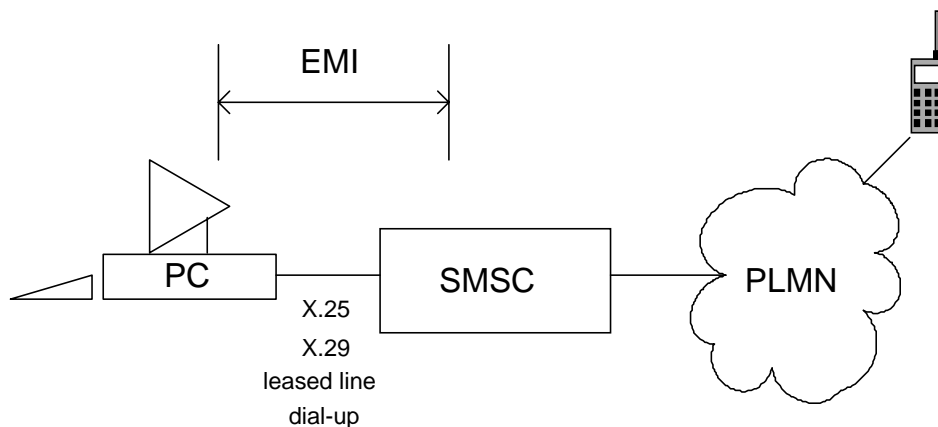 EMI
PC
SMSC
PLMN
X.25
X.29
leased line
dial-up